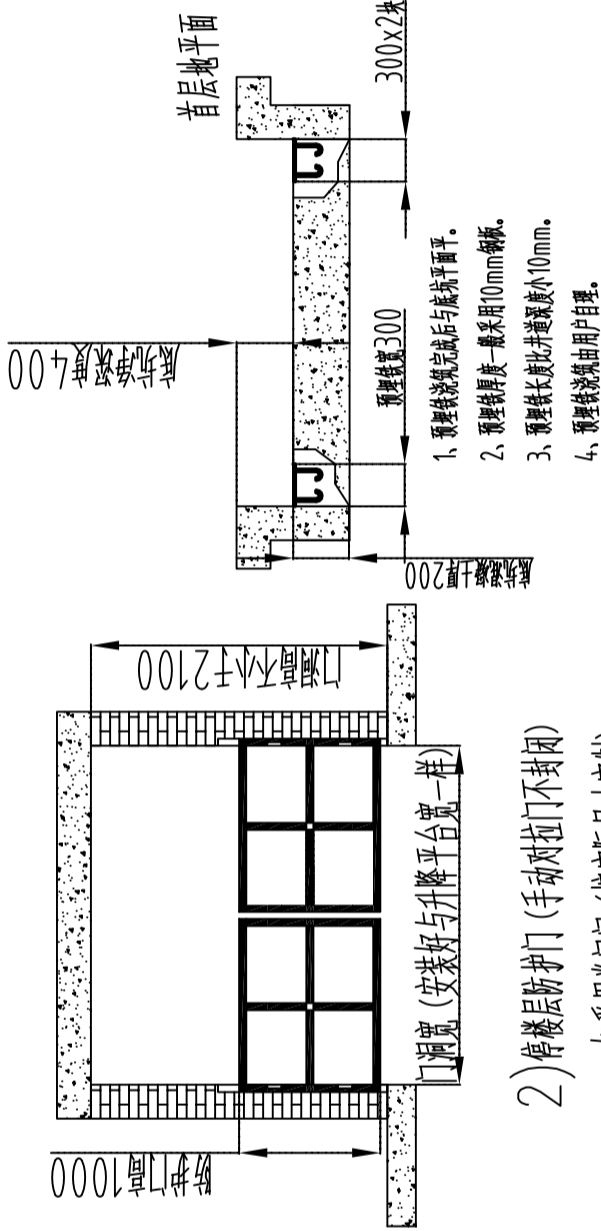 首层地平面
底坑净深度400
300x2块
预埋铁宽300
底坑混凝土厚200
1、预埋铁浇筑完成后与底坑平面平。
2、预埋铁厚度一般采用10mm钢板。
3、预埋铁长度比井道深度小10mm。
4、预埋铁浇筑由用户自理。
门洞高不小于2100
防护门高1000
门洞宽（安装好与升降平台宽一样）
2）停楼层防护门（手动对拉门不封闭）